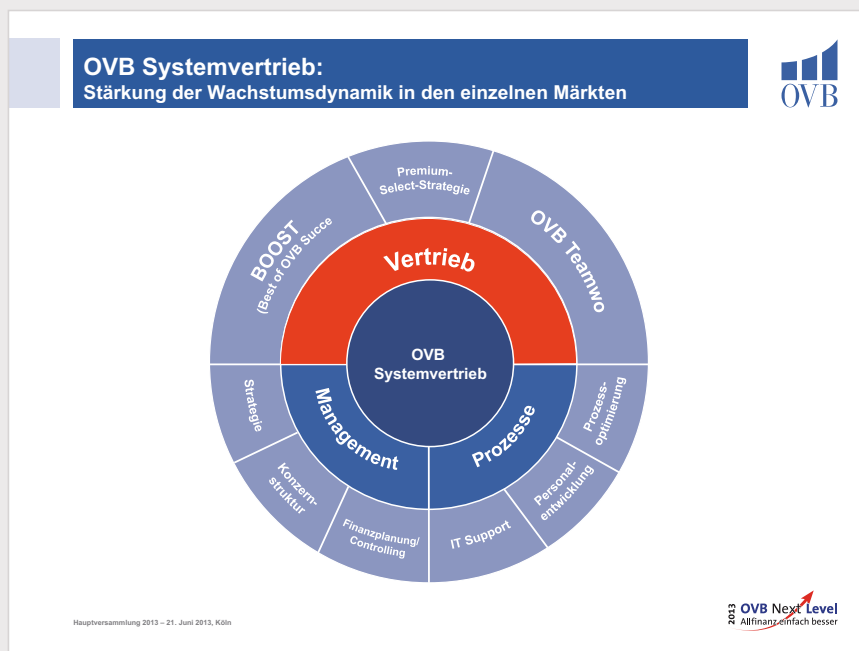 OVB Systemvertrieb:
Stärkung der Wachstumsdynamik in den einzelnen Märkten
OVB
Premium-
Select-Strategie
BOOST
(Best of OVB Succe
OVB Teamwo
Vertrieb
OVB
Systemvertrieb
Management
Prozesse
Strategie
Konzern-
struktur
Finanzplanung/
Controlling
IT Support
Personal-
entwicklung
Prozess-
optimierung
Hauptversammlung 2013 – 21. Juni 2013, Köln
2013
OVB Next Level
Allfinanz einfach besser